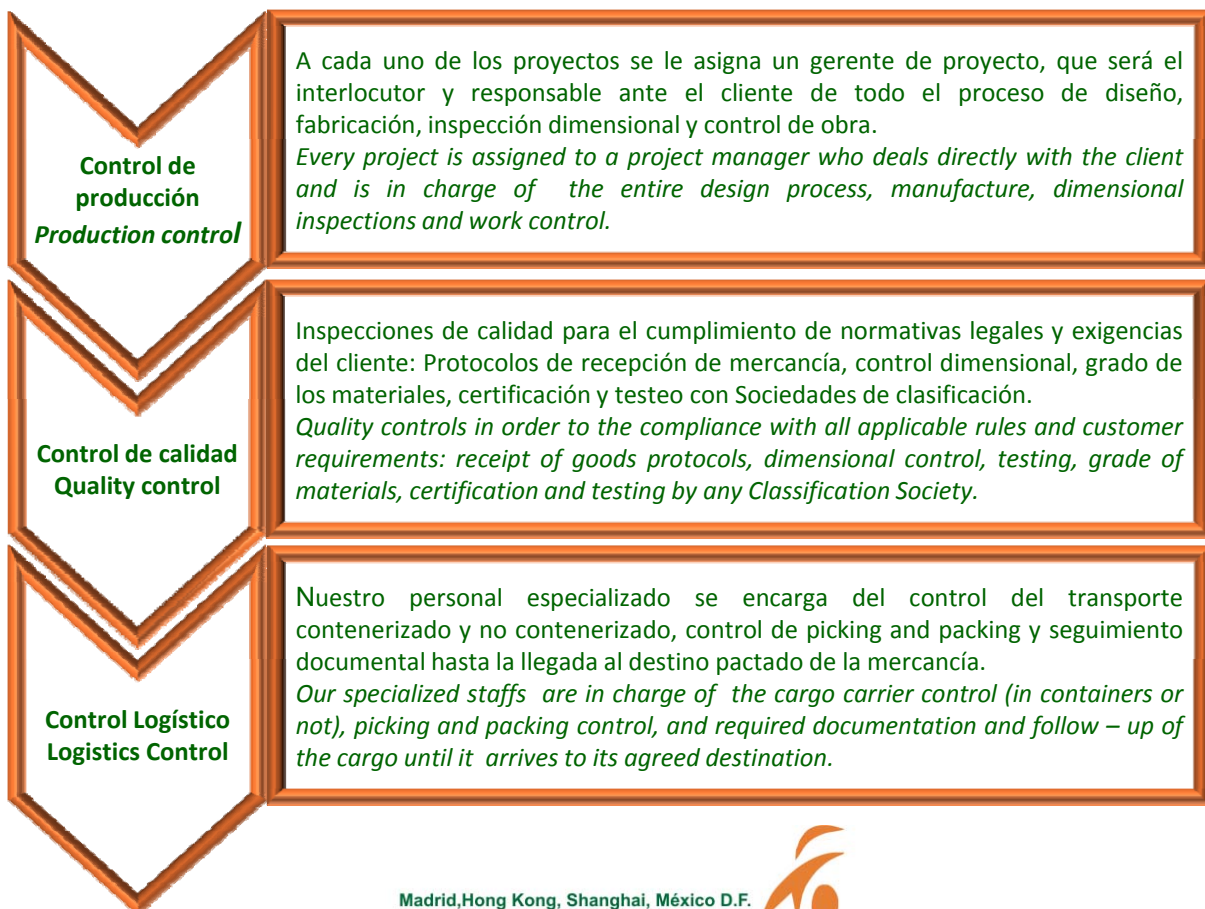 Control de
producción
Production control
A cada uno de los proyectos se le asigna un gerente de proyecto, que será el
interlocutor y responsable ante el cliente de todo el proceso de diseño,
fabricación, inspección dimensional y control de obra.
Every project is assigned to a project manager who deals directly with the client
and is in charge of the entire design process, manufacture, dimensional
inspections and work control.
Control de calidad
Quality control
Inspecciones de calidad para el cumplimiento de normativas legales y exigencias
del cliente: Protocolos de recepción de mercancía, control dimensional, grado de
los materiales, certificación y testeo con Sociedades de clasificación.
Quality controls in order to the compliance with all applicable rules and customer
requirements: receipt of goods protocols, dimensional control, testing, grade of
materials, certification and testing by any Classification Society.
Control Logístico
Logistics Control
Nuestro personal especializado se encarga del control del transporte
contenerizado y no contenerizado, control de picking and packing y seguimiento
documental hasta la llegada al destino pactado de la mercancía.
Our specialized staffs are in charge of the cargo carrier control (in containers or
not), picking and packing control, and required documentation and follow – up of
the cargo until it arrives to its agreed destination.
Madrid,Hong Kong, Shanghai, México D.F.